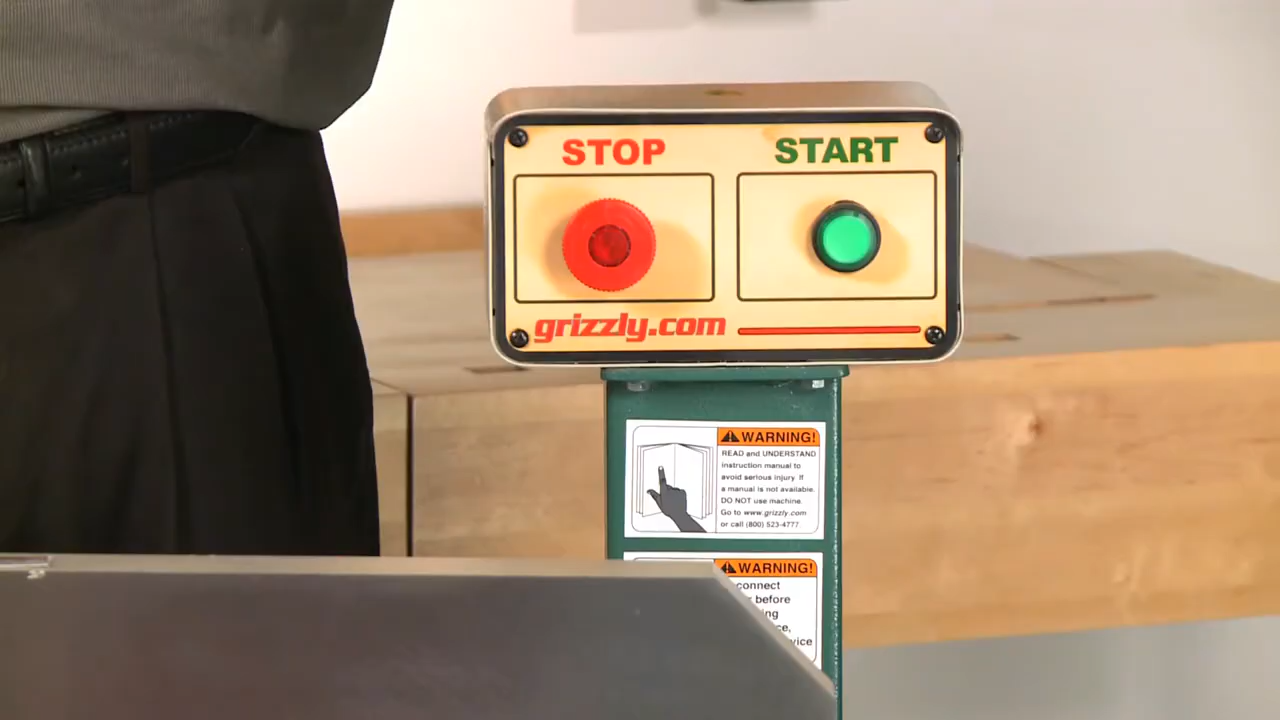 STOP
START
grizzly.com
WARNING!
READ and UNDERSTAND
instruction manual to
avoid serious injury. If
a manual is not available,
DO NOT use machine.
Go to www.grizzly.com
or call (800) 523-4777.
WARNING!
before